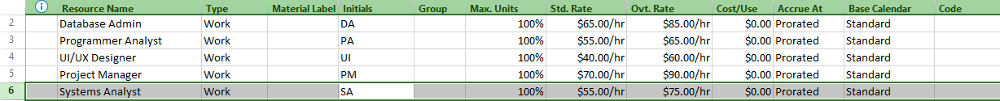 Resource Name Type Material Label Initials Group Max. Units Std. Rate Ovt. Rate Cost/Use Accrue At Base Calendar Code
2 Database Admin Work DA 100% $65.00/hr $85.00/hr $0.00 Prorated Standard
3 Programmer Analyst Work PA 100% $55.00/hr $65.00/hr $0.00 Prorated Standard
4 UI/UX Designer Work UI 100% $40.00/hr $60.00/hr $0.00 Prorated Standard
5 Project Manager Work PM 100% $70.00/hr $90.00/hr $0.00 Prorated Standard
6 Systems Analyst Work SA 100% $55.00/hr $75.00/hr $0.00 Prorated Standard